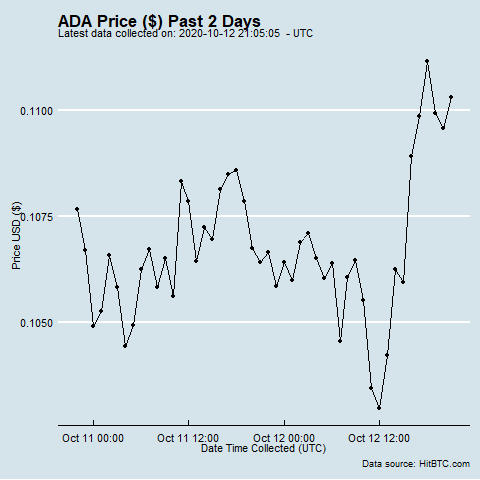 ADA Price ($) Past 2 Days
Latest data collected on: 2020-10-12 21:05:05  - UTC
Price USD ($)
0.1100
0.1075
0.1050
Oct 11 00:00
Oct 11 12:00
Oct 12 00:00
Oct 12 12:00
Date Time Collected (UTC)
Data source: HitBTC.com